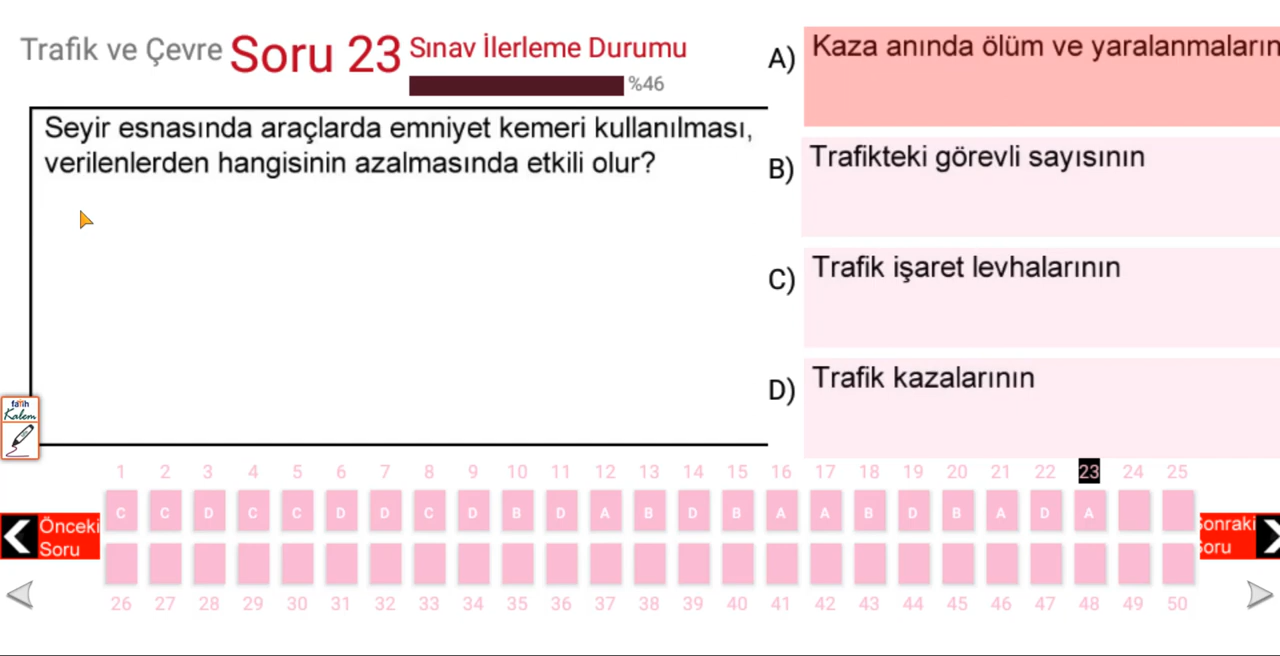 Trafik ve Çevre Soru 23 Sınav İlerleme Durumu
%46
Seyir esnasında araçlarda emniyet kemeri kullanılması,
verilenlerden hangisinin azalmasında etkili olur?
A) Kaza anında ölüm ve yaralanmaların
B) Trafikteki görevli sayısının
C) Trafik işaret levhalarının
D) Trafik kazalarının
fatih
Kalem
1 2 3 4 5 6 7 8 9 10 11 12 13 14 15 16 17 18 19 20 21 22 23 24 25
C C D C C D D C D B D A B D B A A B D B A D A
Önceki
Soru
Sonraki
Soru
26 27 28 29 30 31 32 33 34 35 36 37 38 39 40 41 42 43 44 45 46 47 48 49 50